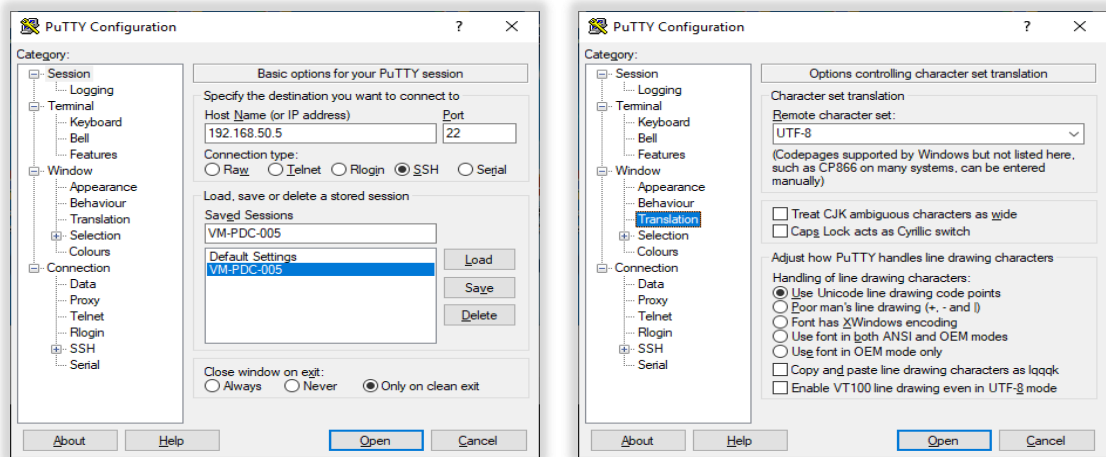 PuTTY Configuration
Category:
Session
Logging
Terminal
Keyboard
Bell
Features
Window
Appearance
Behaviour
Translation
Selection
Colours
Connection
Data
Proxy
Telnet
Rlogin
SSH
Serial
Basic options for your PuTTY session
Specify the destination you want to connect to
Host Name (or IP address) Port
192.168.50.5 22
Connection type:
Raw Telnet Rlogin SSH Serial
Load, save or delete a stored session
Saved Sessions
VM-PDC-005
Default Settings
VM-PDC-005
Load
Save
Delete
Close window on exit:
Always Never Only on clean exit
About Help Open Cancel
PuTTY Configuration
Category:
Session
Logging
Terminal
Keyboard
Bell
Features
Window
Appearance
Behaviour
Translation
Selection
Colours
Connection
Data
Proxy
Telnet
Rlogin
SSH
Serial
Options controlling character set translation
Character set translation
Remote character set:
UTF-8
(Codepages supported by Windows but not listed here,
such as CP866 on many systems, can be entered
manually)
Treat CJK ambiguous characters as wide
Caps Lock acts as Cyrillic switch
Adjust how PuTTY handles line drawing characters
Handling of line drawing characters:
Use Unicode line drawing code points
Poor man's line drawing (+, - and |)
Font has XWindows encoding
Use font in both ANSI and OEM modes
Use font in OEM mode only
Copy and paste line drawing characters as lqqqk
Enable VT100 line drawing even in UTF-8 mode
About Help Open Cancel